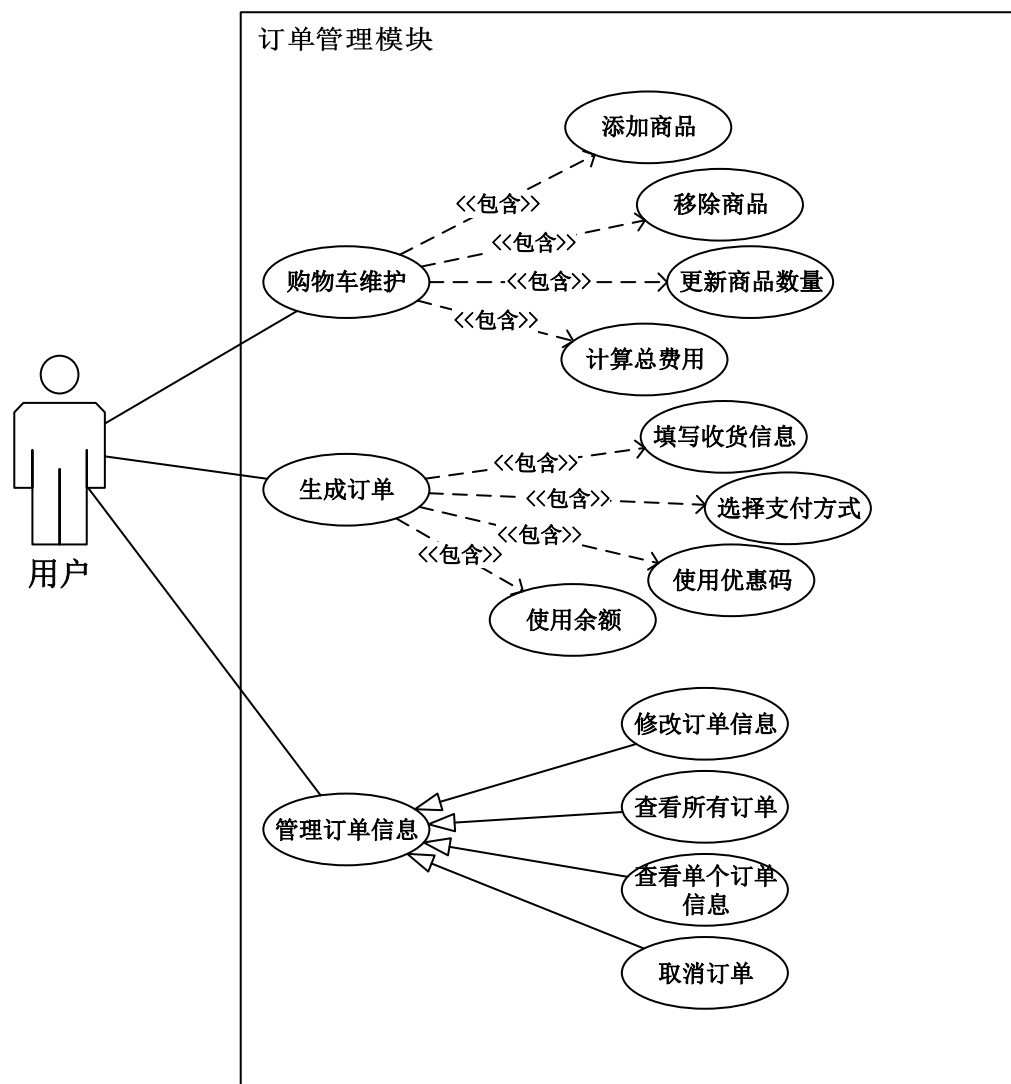 订单管理模块
添加商品
<<包含>>
移除商品
<<包含>>
购物车维护
<<包含>>
更新商品数量
<<包含>>
计算总费用
填写收货信息
<<包含>>
生成订单
<<包含>>
选择支付方式
<<包含>>
<<包含>>
使用优惠码
用户
使用余额
修改订单信息
查看所有订单
管理订单信息
查看单个订单
信息
取消订单